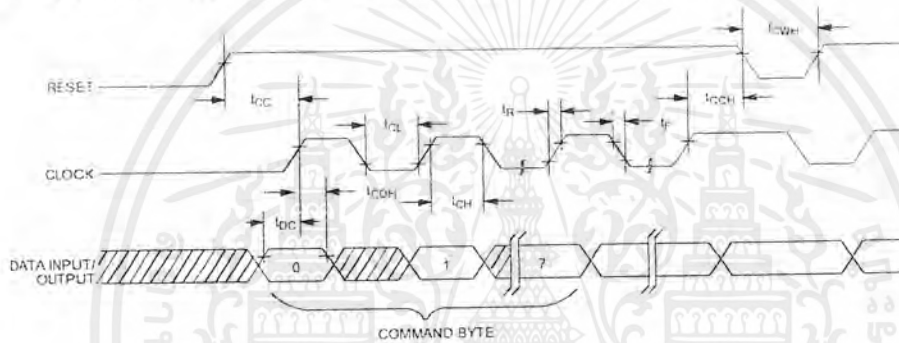 tCWH
RESET
tCC
tCL
tR
tF
tCCH
CLOCK
tCDH
tCH
tDC
DATA INPUT/
OUTPUT
0
1
7
COMMAND BYTE